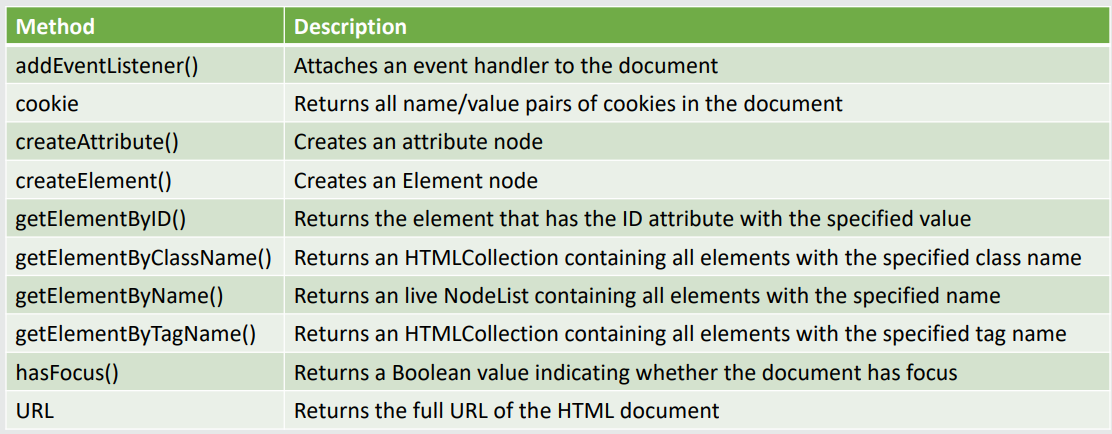 Method Description
addEventListener() Attaches an event handler to the document
cookie Returns all name/value pairs of cookies in the document
createAttribute() Creates an attribute node
createElement() Creates an Element node
getElementByID() Returns the element that has the ID attribute with the specified value
getElementByClassName() Returns an HTMLCollection containing all elements with the specified class name
getElementByName() Returns an live NodeList containing all elements with the specified name
getElementByTagName() Returns an HTMLCollection containing all elements with the specified tag name
hasFocus() Returns a Boolean value indicating whether the document has focus
URL Returns the full URL of the HTML document